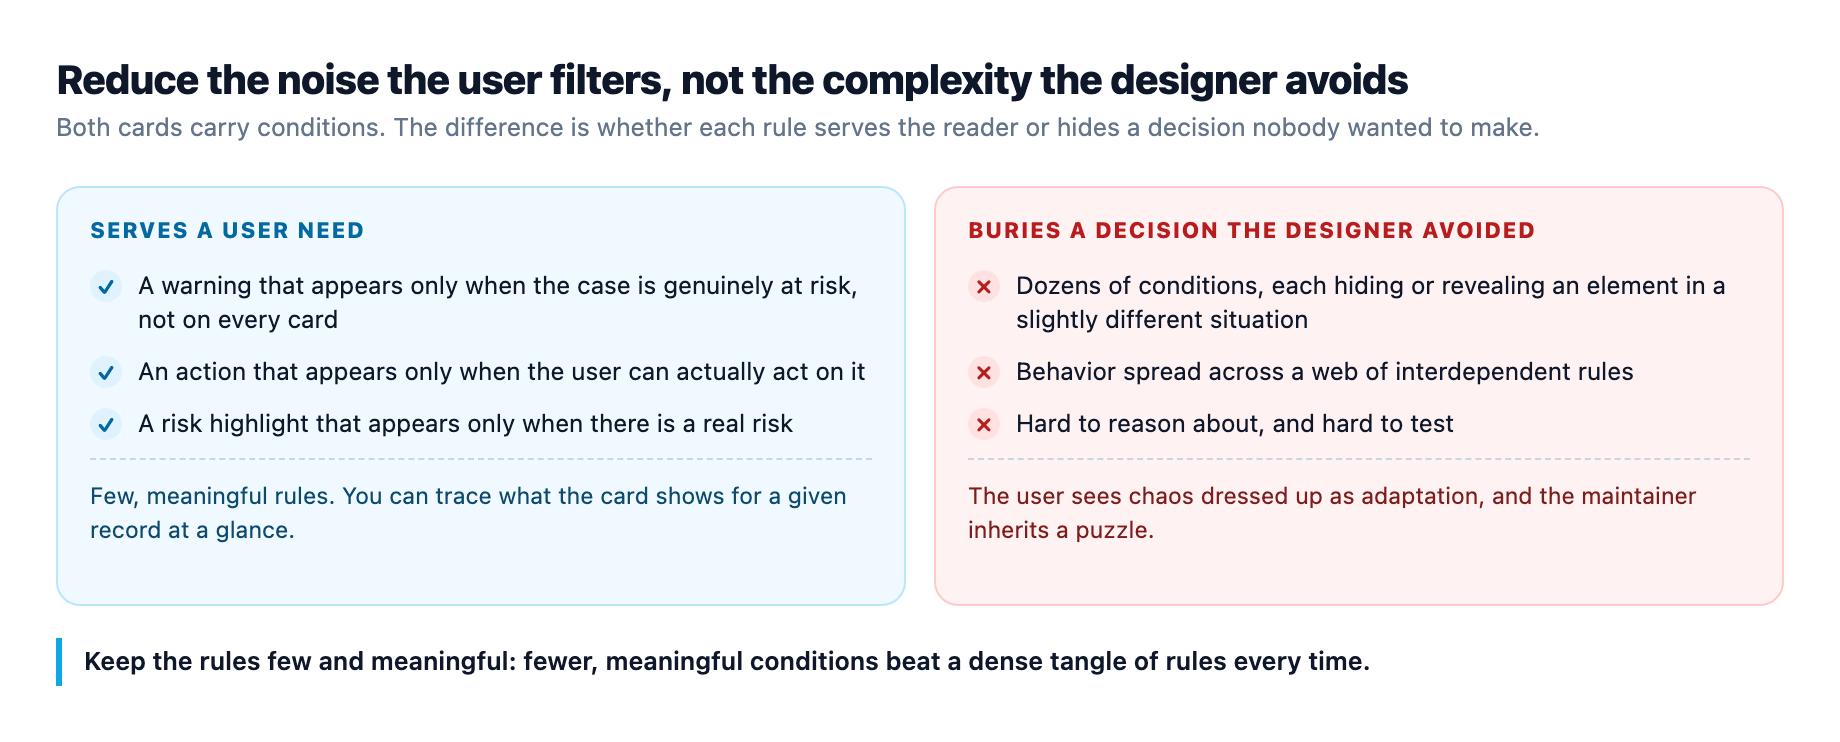 Reduce the noise the user filters, not the complexity the designer avoids
Both cards carry conditions. The difference is whether each rule serves the reader or hides a decision nobody wanted to make.
SERVES A USER NEED
A warning that appears only when the case is genuinely at risk,
not on every card
An action that appears only when the user can actually act on it
A risk highlight that appears only when there is a real risk
Few, meaningful rules. You can trace what the card shows for a given
record at a glance.
BURIES A DECISION THE DESIGNER AVOIDED
Dozens of conditions, each hiding or revealing an element in a
slightly different situation
Behavior spread across a web of interdependent rules
Hard to reason about, and hard to test
The user sees chaos dressed up as adaptation, and the maintainer
inherits a puzzle.
Keep the rules few and meaningful: fewer, meaningful conditions beat a dense tangle of rules every time.